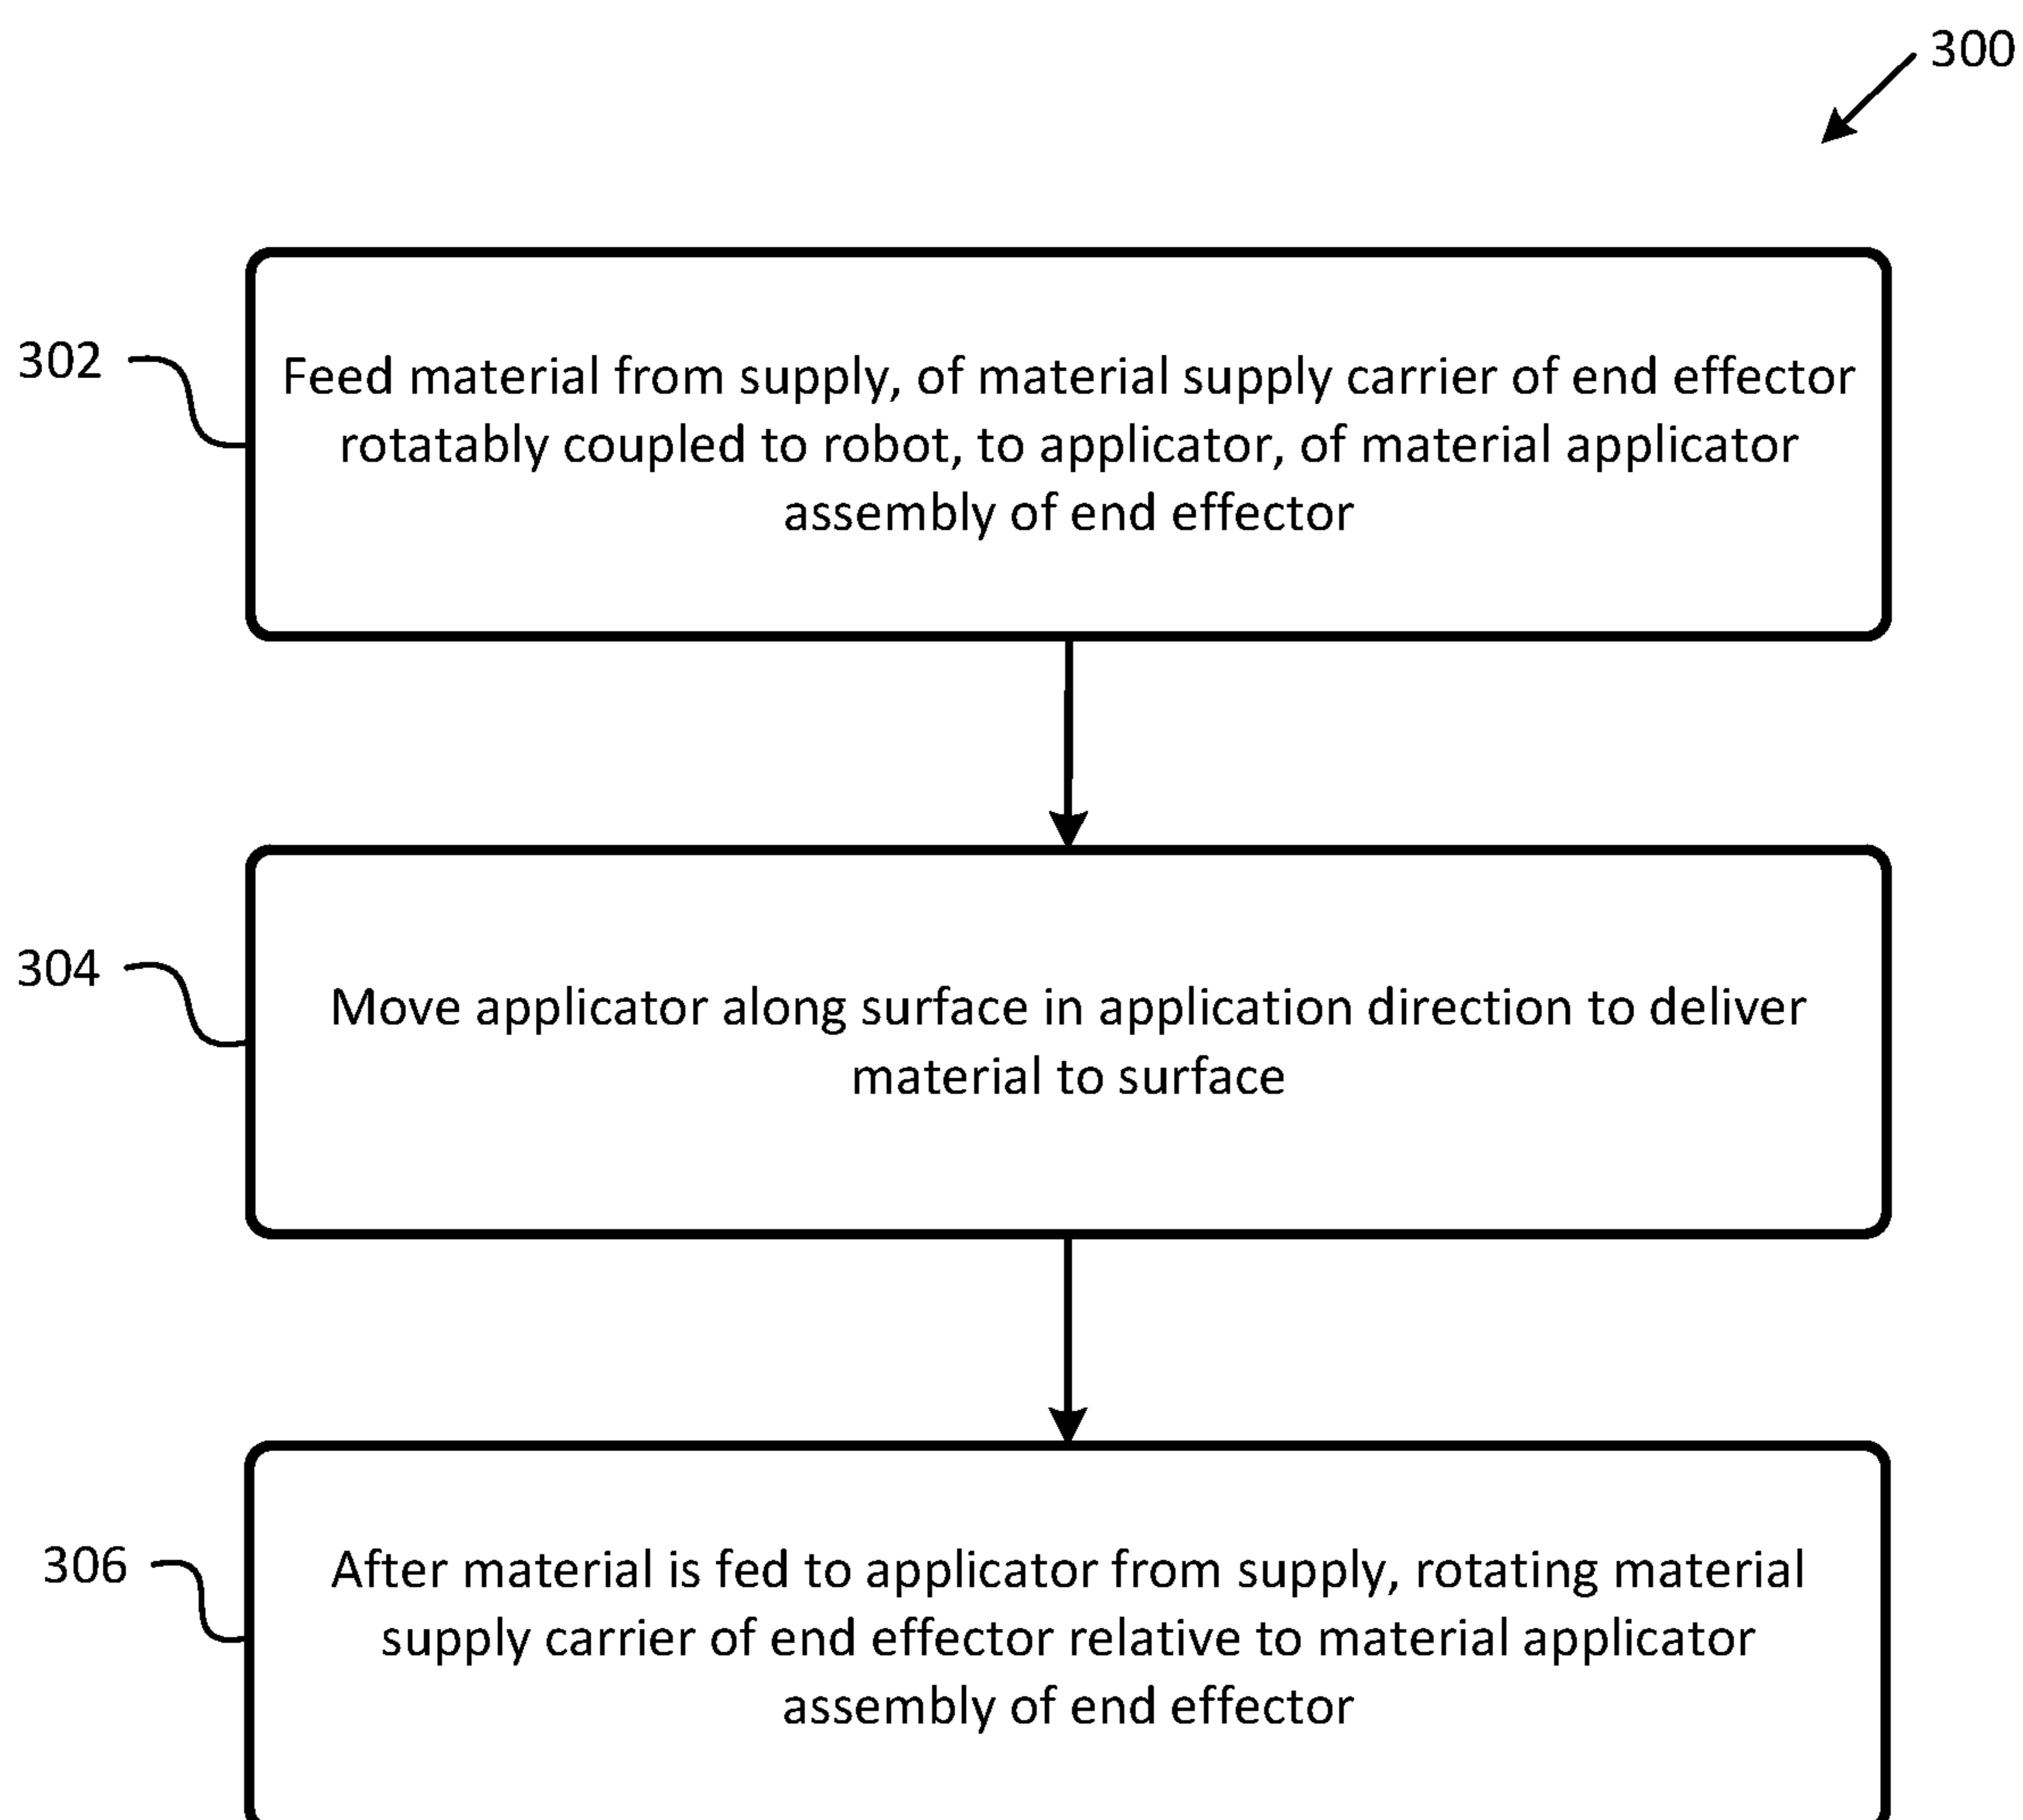 300
302
Feed material from supply, of material supply carrier of end effector
rotatably coupled to robot, to applicator, of material applicator
assembly of end effector
304
Move applicator along surface in application direction to deliver
material to surface
306
After material is fed to applicator from supply, rotating material
supply carrier of end effector relative to material applicator
assembly of end effector